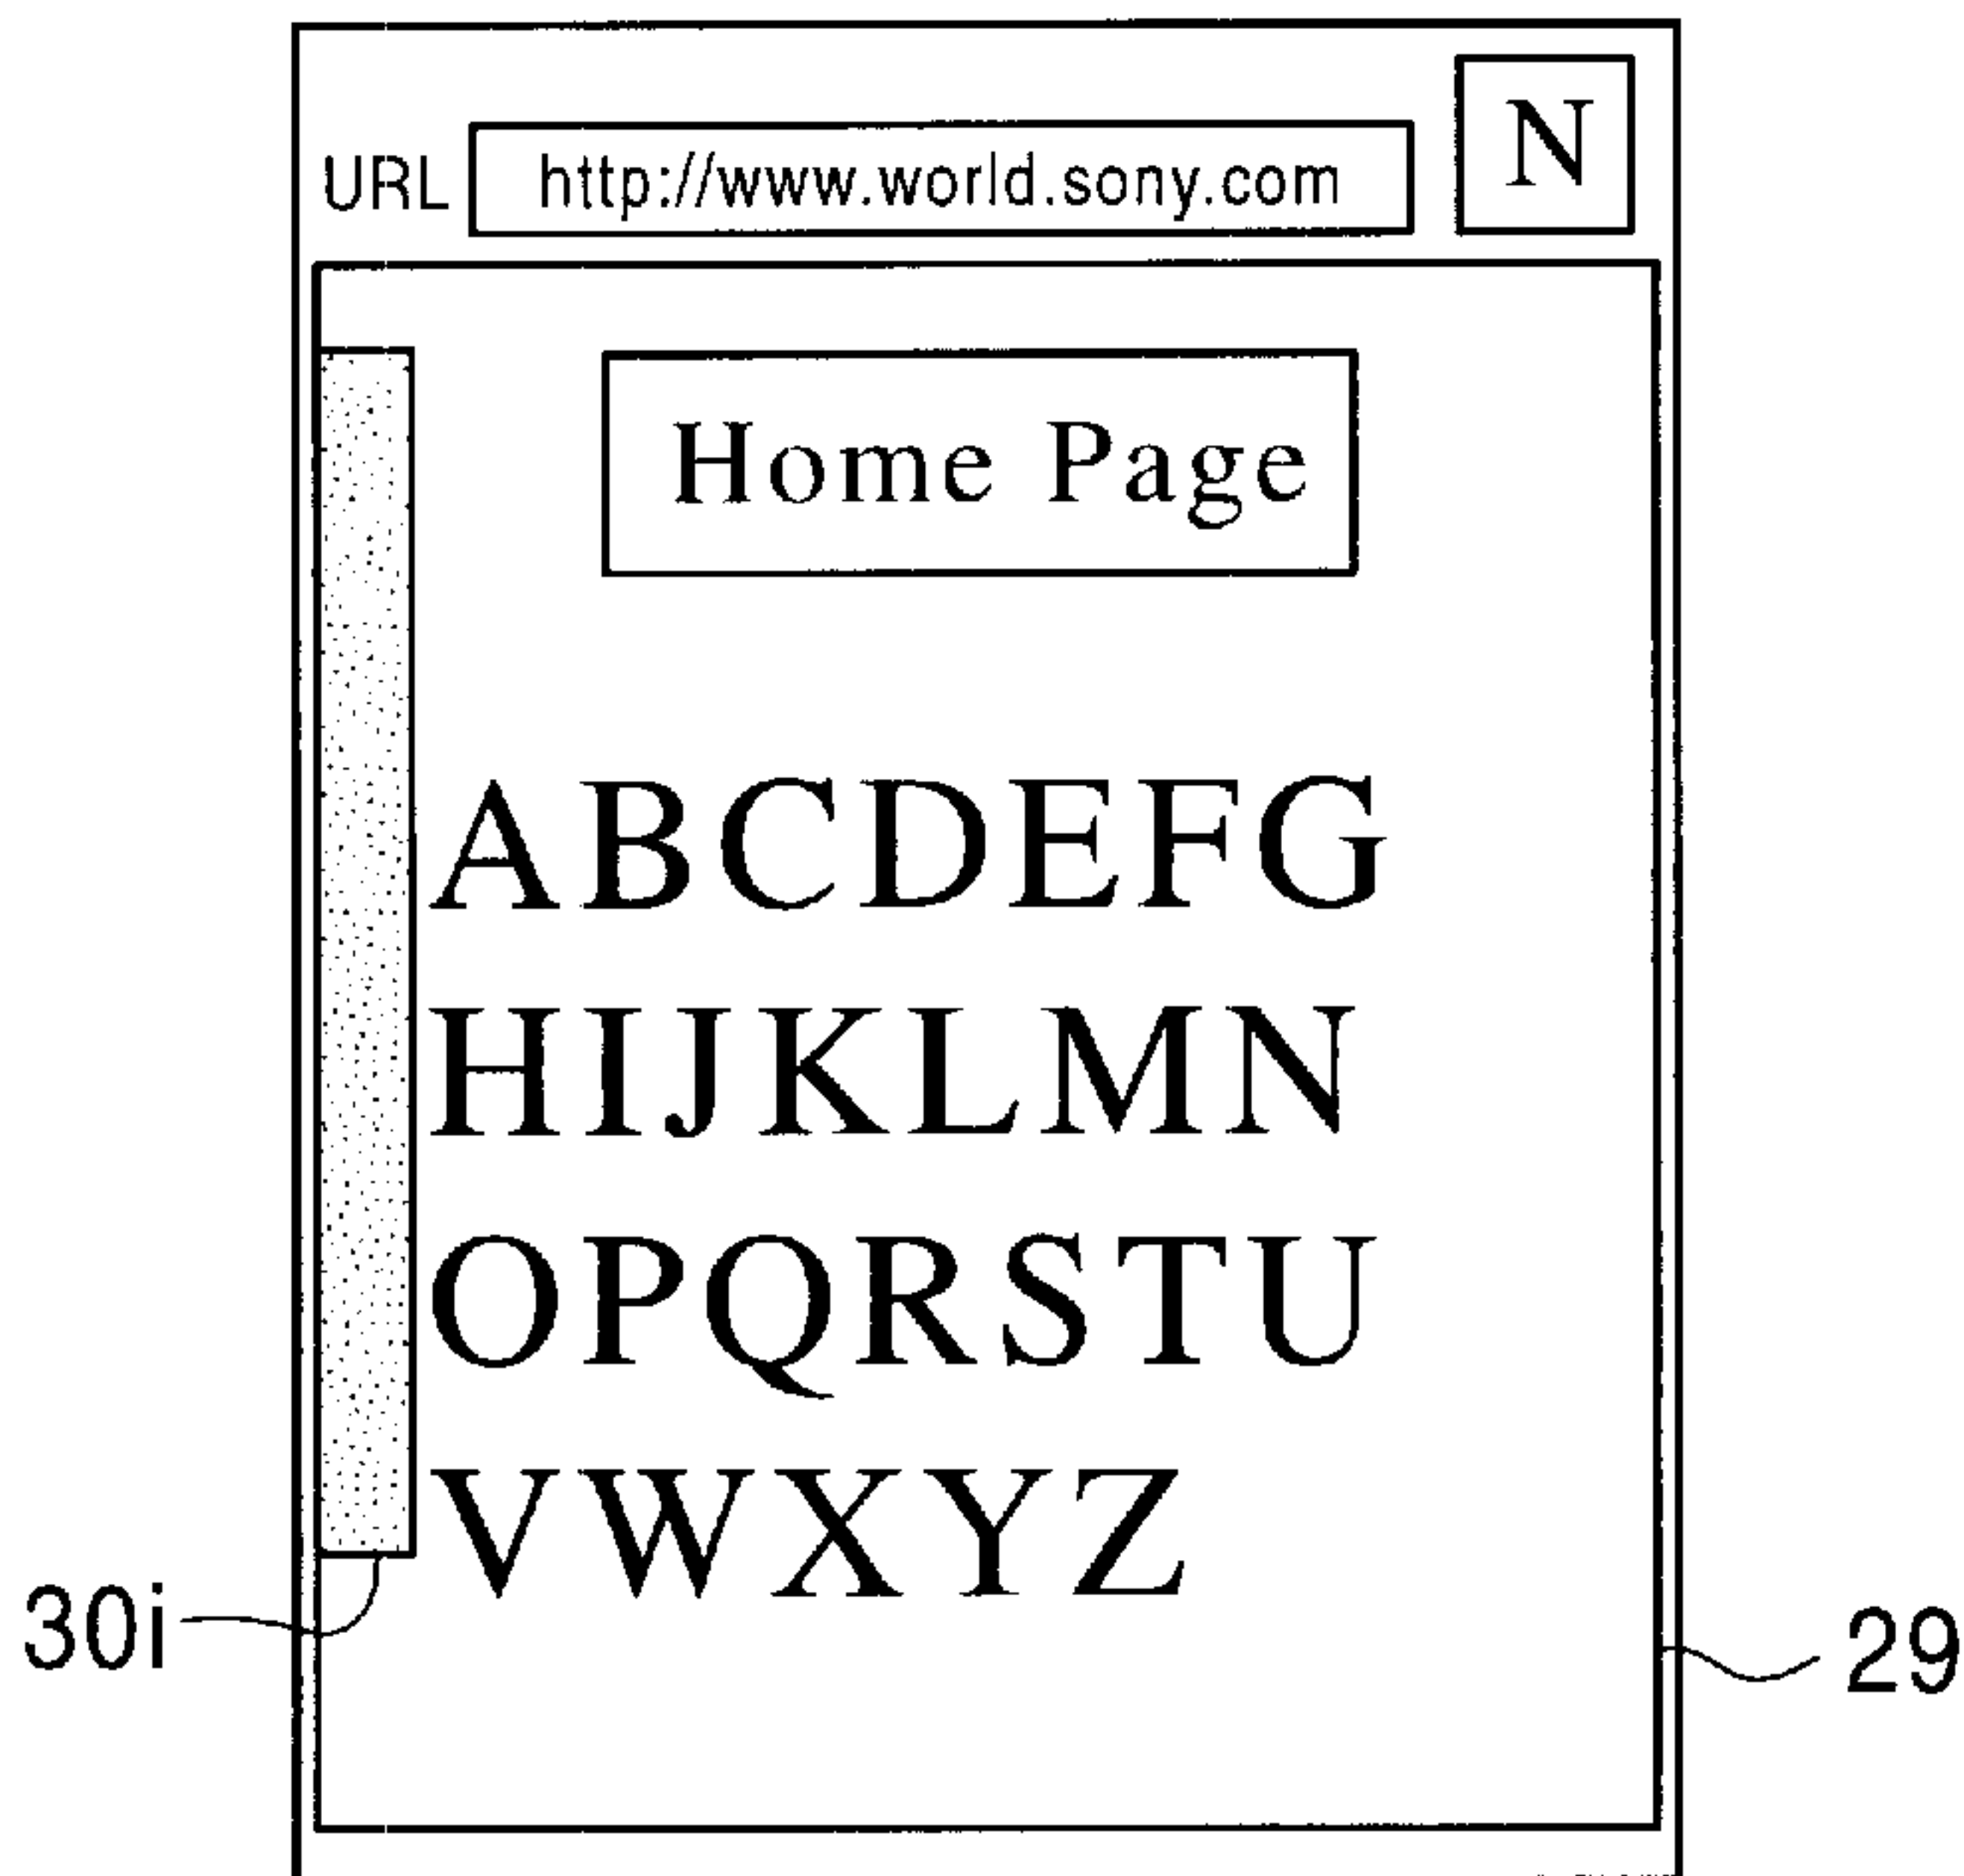 N
URL http://www.world.sony.com
Home Page
ABCDEFG
HIJKLMN
OPQRSTU
VWXYZ
30i
29